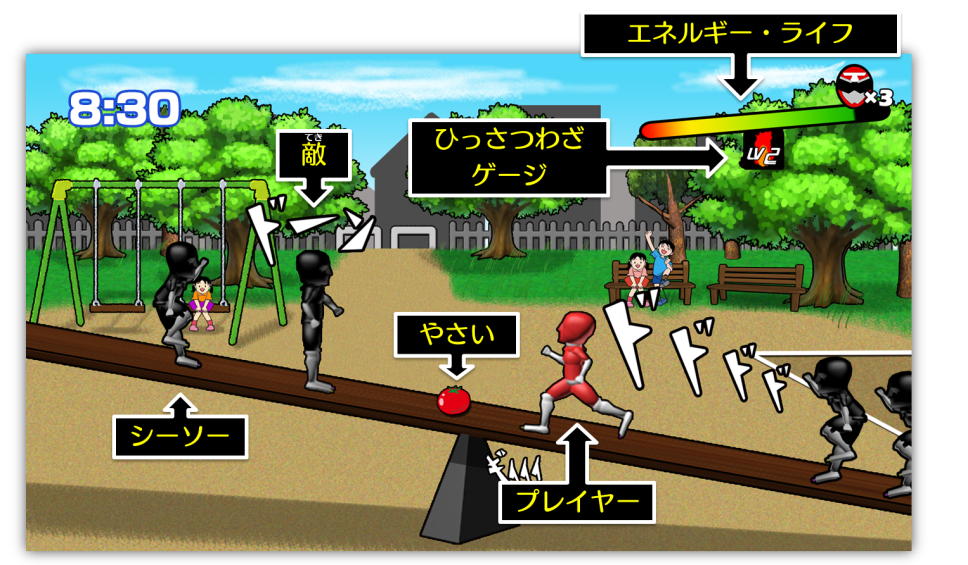 エネルギー・ライフ
×3
8:30
ひっさつわざ
ゲージ
W2
てき
敵
ドーン
やさい
ドドドド
シーソー
プレイヤー